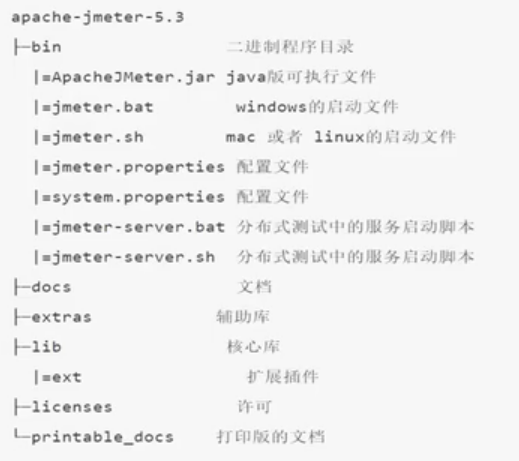 apache-jmeter-5.3
├─bin 二进制程序目录
|=ApacheJMeter.jar java版可执行文件
|=jmeter.bat windows的启动文件
|=jmeter.sh mac 或者 linux的启动文件
|=jmeter.properties 配置文件
|=system.properties 配置文件
|=jmeter-server.bat 分布式测试中的服务启动脚本
|=jmeter-server.sh 分布式测试中的服务启动脚本
├─docs 文档
├─extras 辅助库
├─lib 核心库
|=ext 扩展插件
├─licenses 许可
└─printable_docs 打印版的文档